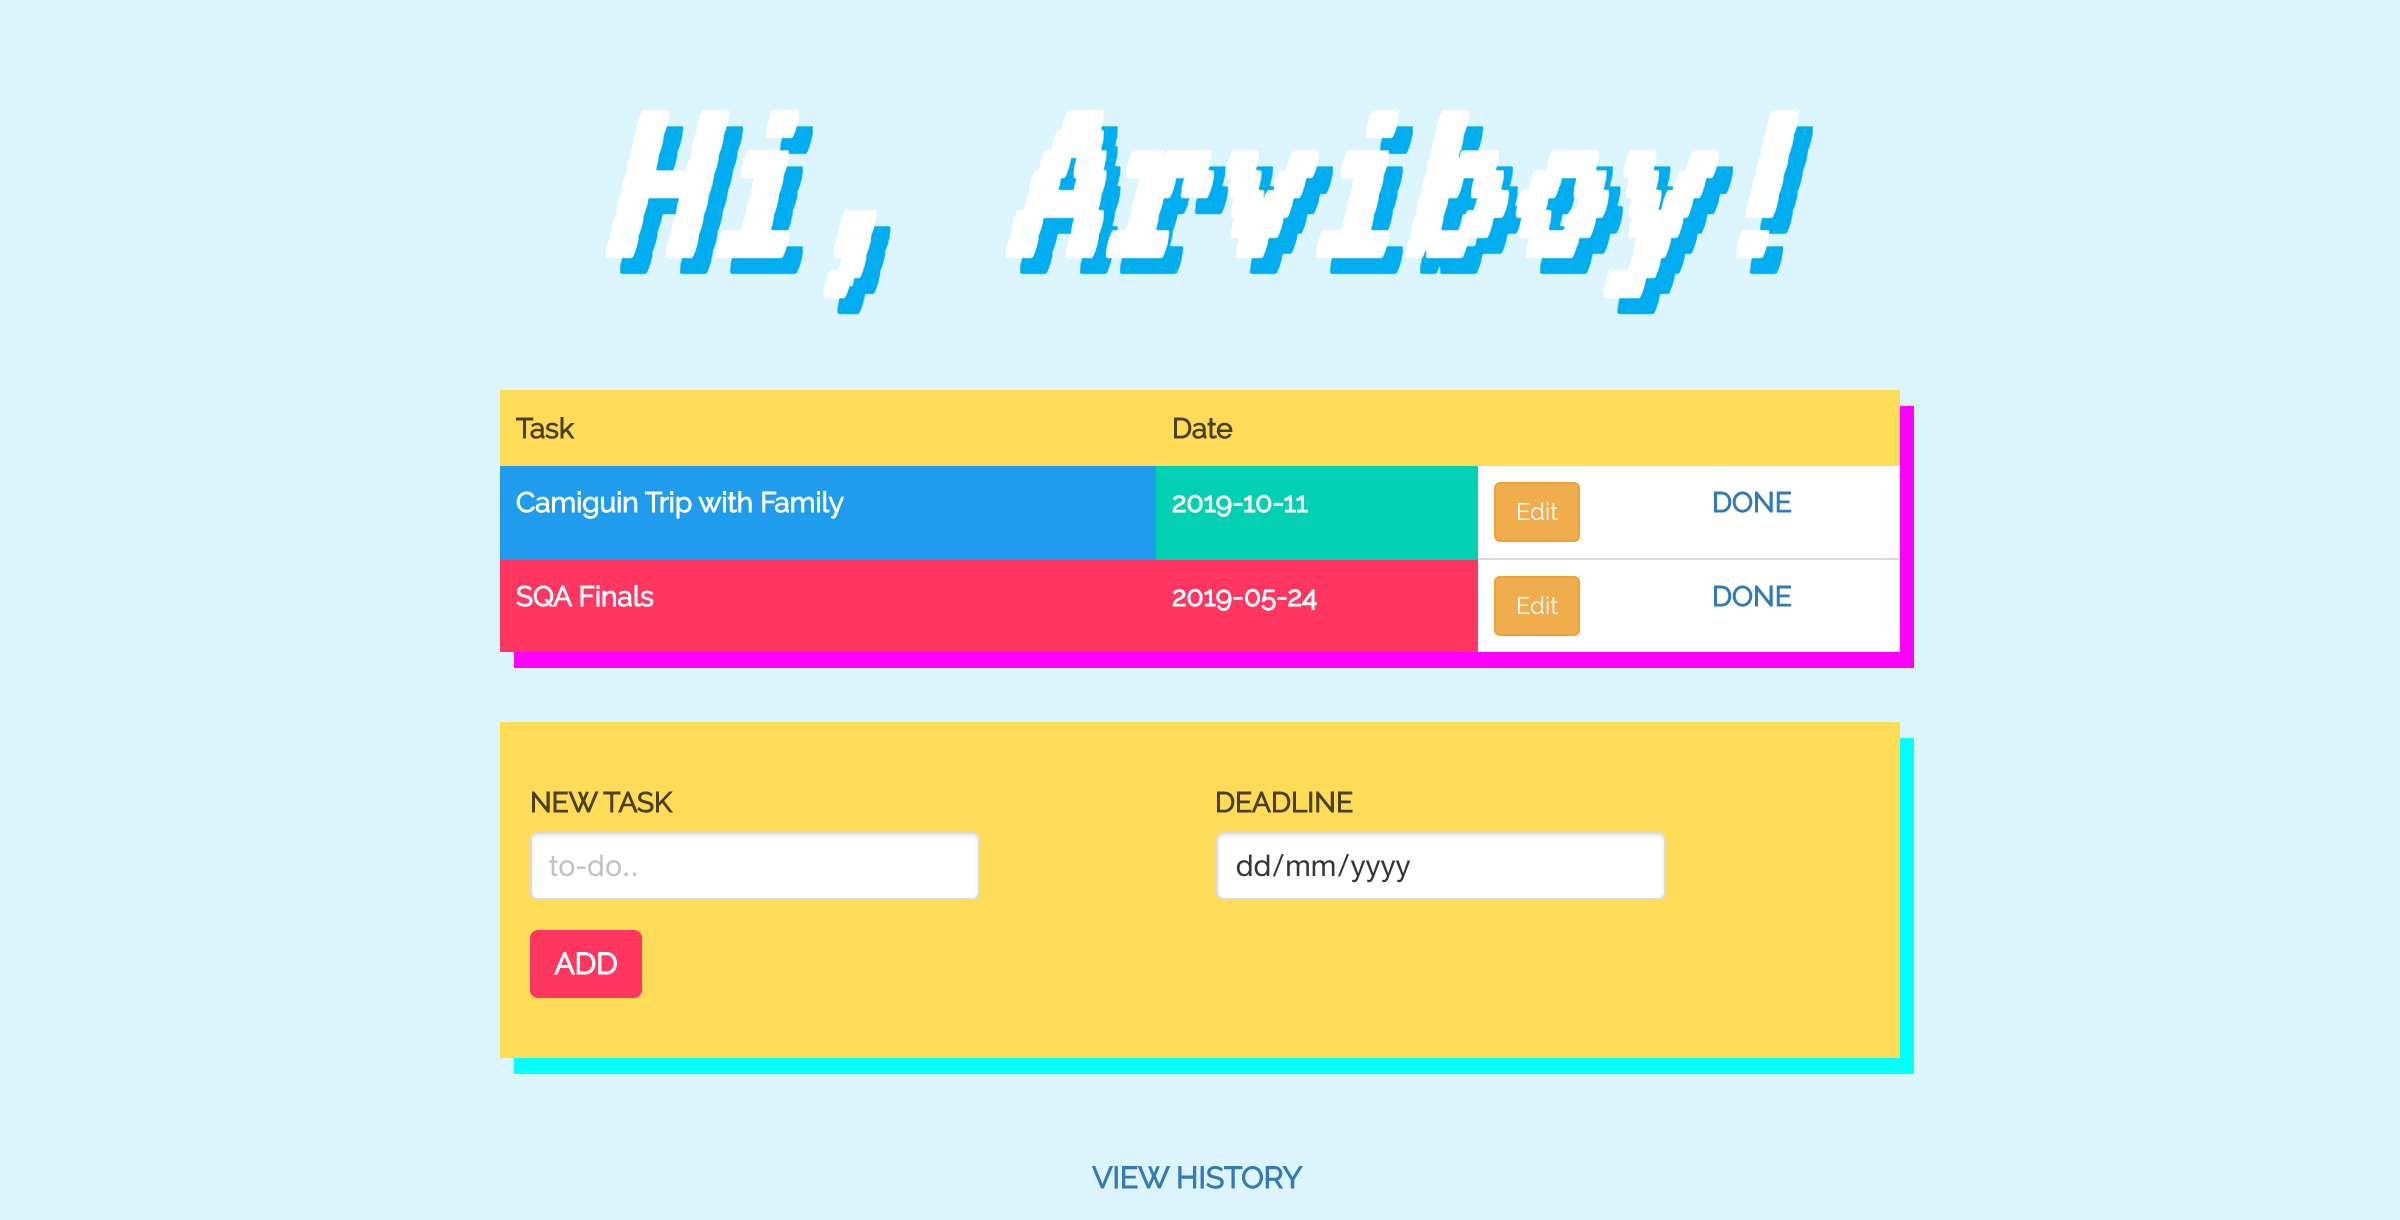 Hi, Arviboy!
Task Date
Camiguin Trip with Family 2019-10-11 Edit DONE
SQA Finals 2019-05-24 Edit DONE
NEW TASK DEADLINE
to-do.. dd/mm/yyyy
ADD
VIEW HISTORY